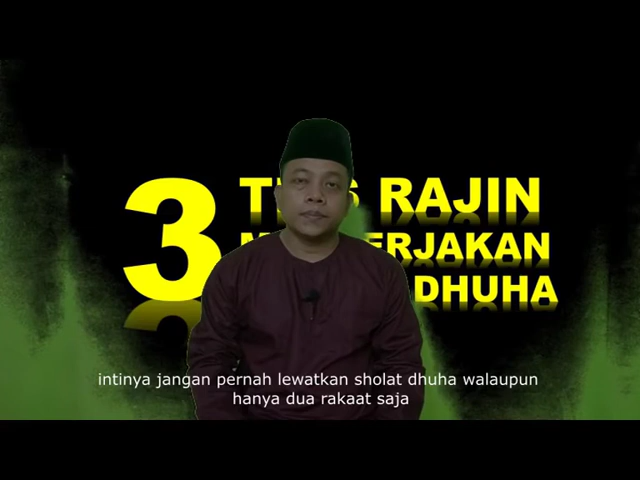 3
RAJIN
DHUHA
intinya jangan pernah lewatkan sholat dhuha walaupun
hanya dua rakaat saja